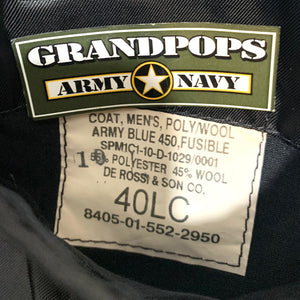 GRANDPOPS
ARMY NAVY
COAT, MEN'S, POLY/WOOL
ARMY BLUE 450, FUSIBLE
SPM1C1-10-D-1029/0001
55% POLYESTER 45% WOOL
DE ROSSI & SON CO.
40LC
8405-01-552-2950